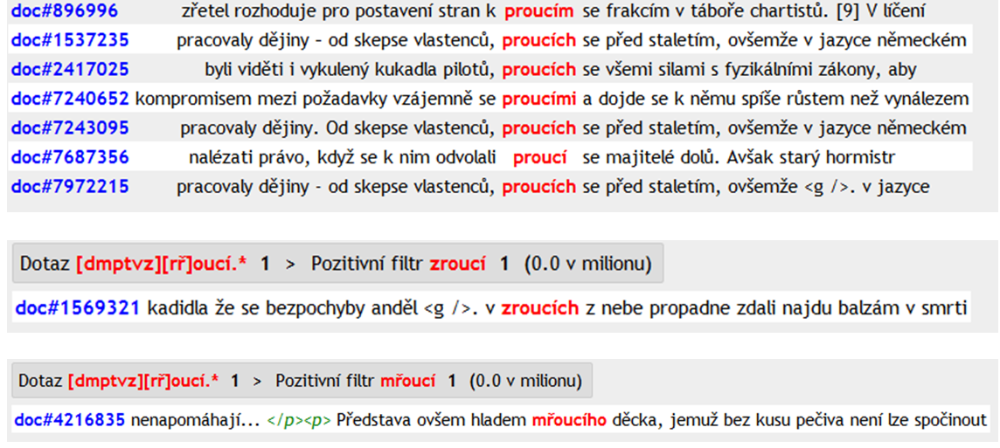 doc#896996 zřetel rozhoduje pro postavení stran k proucím se frakcím v táboře chartistů. [9] V líčení
doc#1537235 pracovaly dějiny – od skepse vlastenců, proucích se před staletím, ovšemže v jazyce německém
doc#2417025 byli viděti i vykulený kukadla pilotů, proucích se všemi silami s fyzikálními zákony, aby
doc#7240652 kompromisem mezi požadavky vzájemně se proucími a dojde se k němu spíše růstem než vynálezem
doc#7243095 pracovaly dějiny. Od skepse vlastenců, proucích se před staletím, ovšemže v jazyce německém
doc#7687356 nalézati právo, když se k nim odvolali proucí se majitelé dolů. Avšak starý hormistr
doc#7972215 pracovaly dějiny - od skepse vlastenců, proucích se před staletím, ovšemže <g />. v jazyce
Dotaz [dmptvz][rř]oucí.* 1 > Pozitivní filtr zroucí 1 (0.0 v milionu)
doc#1569321 kadidla že se bezpochyby anděl <g />. v zroucích z nebe propadne zdali najdu balzám v smrti
Dotaz [dmptvz][rř]oucí.* 1 > Pozitivní filtr mřoucí 1 (0.0 v milionu)
doc#4216835 nenapomáhají... </p><p> Představa ovšem hladem mřoucího děcka, jemuž bez kusu pečiva není lze spočinout